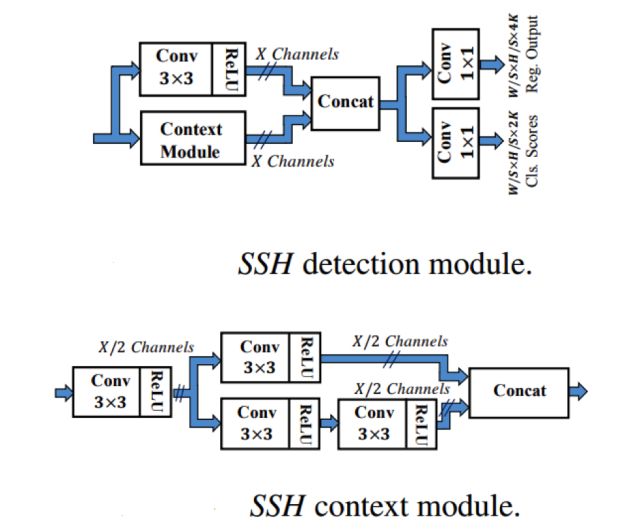 Conv
3×3
ReLU
X Channels
Context
Module
X Channels
Concat
Conv
1×1
W/S×H/S×4K
Reg. Output
Conv
1×1
W/S×H/S×2K
Cls. Scores
SSH detection module.
X/2 Channels
Conv
3×3
ReLU
Conv
3×3
ReLU
X/2 Channels
Conv
3×3
ReLU
Conv
3×3
ReLU
X/2 Channels
Concat
SSH context module.